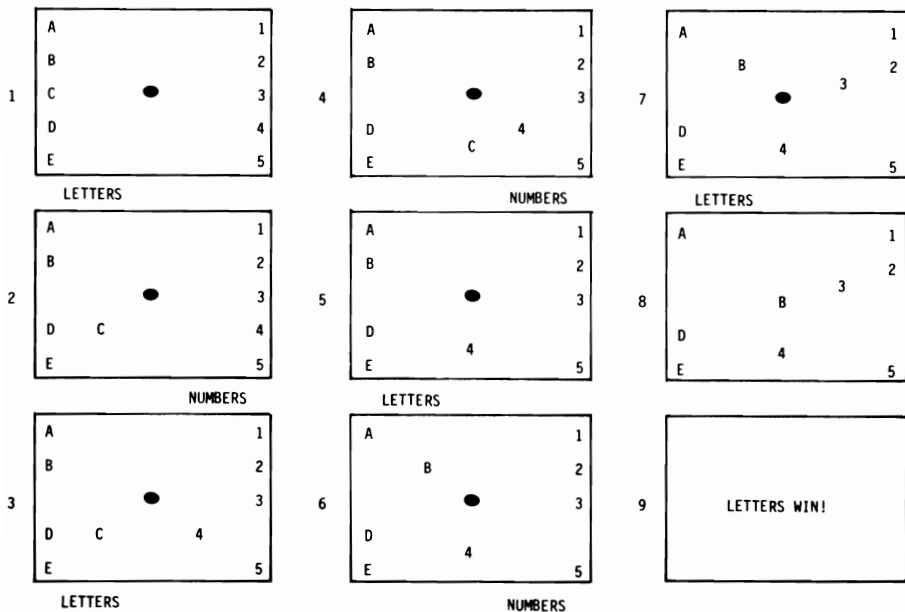 A 1
B 2
1 C 3
D 4
E 5
LETTERS
A 1
B 2
2 3
D C 4
E 5
NUMBERS
A 1
B 2
3 3
D C 4
E 5
LETTERS
A 1
B 2
4 3
D 4
C
E 5
NUMBERS
A 1
B 2
5 3
D
4
E 5
LETTERS
A 1
B 2
6 3
D
4
E 5
NUMBERS
A 1
B 2
3
7
D
4
E 5
LETTERS
A 1
2
3
8 B
D
4
E 5
9 LETTERS WIN!